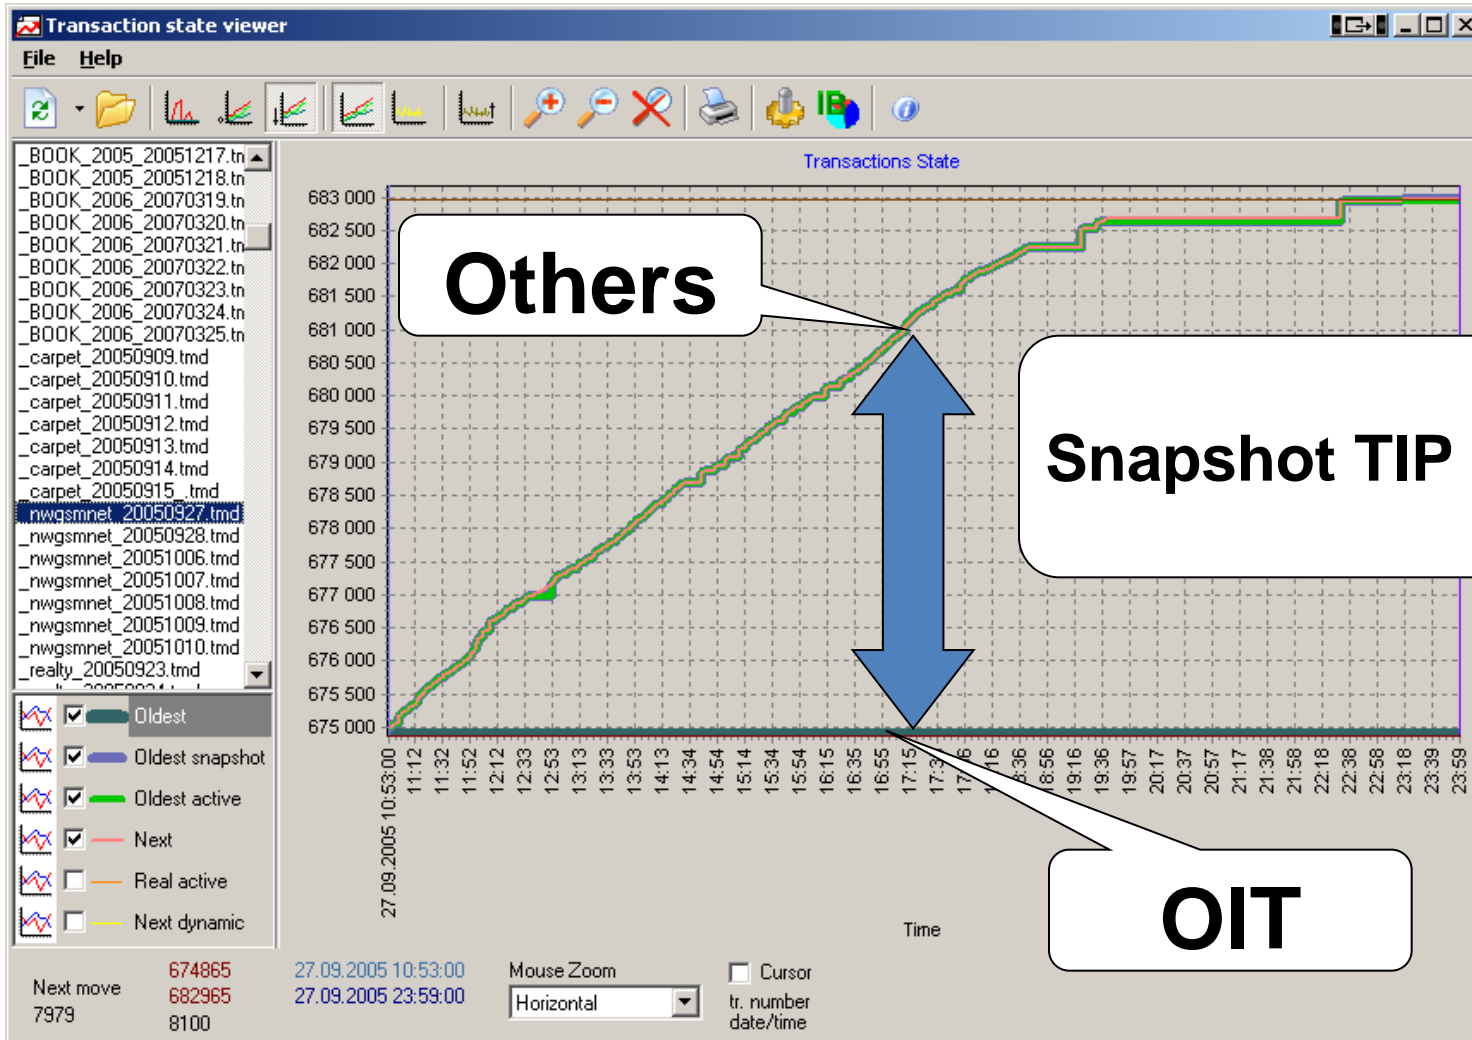 Transaction state viewer
File Help
IB
_BOOK_2005_20051217.tn
_BOOK_2005_20051218.tn
_BOOK_2006_20070319.tn
_BOOK_2006_20070320.tn
_BOOK_2006_20070321.tn
_BOOK_2006_20070322.tn
_BOOK_2006_20070323.tn
_BOOK_2006_20070324.tn
_BOOK_2006_20070325.tn
_carpet_20050909.tmd
_carpet_20050910.tmd
_carpet_20050911.tmd
_carpet_20050912.tmd
_carpet_20050913.tmd
_carpet_20050914.tmd
_carpet_20050915_.tmd
_nwgsmnet_20050927.tmd
_nwgsmnet_20050928.tmd
_nwgsmnet_20051006.tmd
_nwgsmnet_20051007.tmd
_nwgsmnet_20051008.tmd
_nwgsmnet_20051009.tmd
_nwgsmnet_20051010.tmd
_realty_20050923.tmd
Oldest
Oldest snapshot
Oldest active
Next
Real active
Next dynamic
Transactions State
683 000
682 500
682 000
681 500
681 000
680 500
680 000
679 500
679 000
678 500
678 000
677 500
677 000
676 500
676 000
675 500
675 000
Others
Snapshot TIP
OIT
27.09.2005 10:53:00
11:12
11:32
11:52
12:12
12:33
12:53
13:13
13:33
13:53
14:13
14:34
14:54
15:14
15:34
15:54
16:15
16:35
16:55
17:15
18:56
19:16
19:36
19:57
20:17
20:37
20:57
21:17
21:38
21:58
22:18
22:38
22:58
23:18
23:39
23:59
Time
Next move
7979
674865
682965
8100
27.09.2005 10:53:00
27.09.2005 23:59:00
Mouse Zoom
Horizontal
Cursor
tr. number
date/time